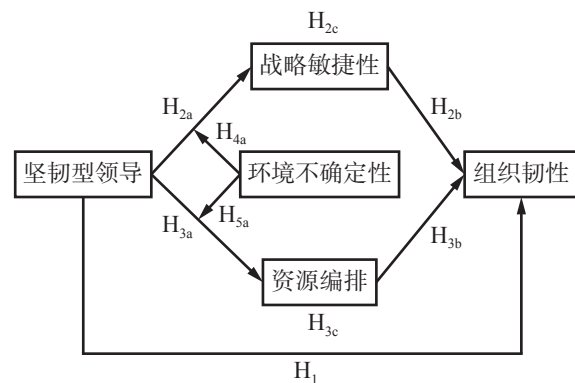 H2c
战略敏捷性
H2a
H2b
H4a
坚韧型领导
环境不确定性
组织韧性
H5a
H3a
H3b
资源编排
H3c
H1